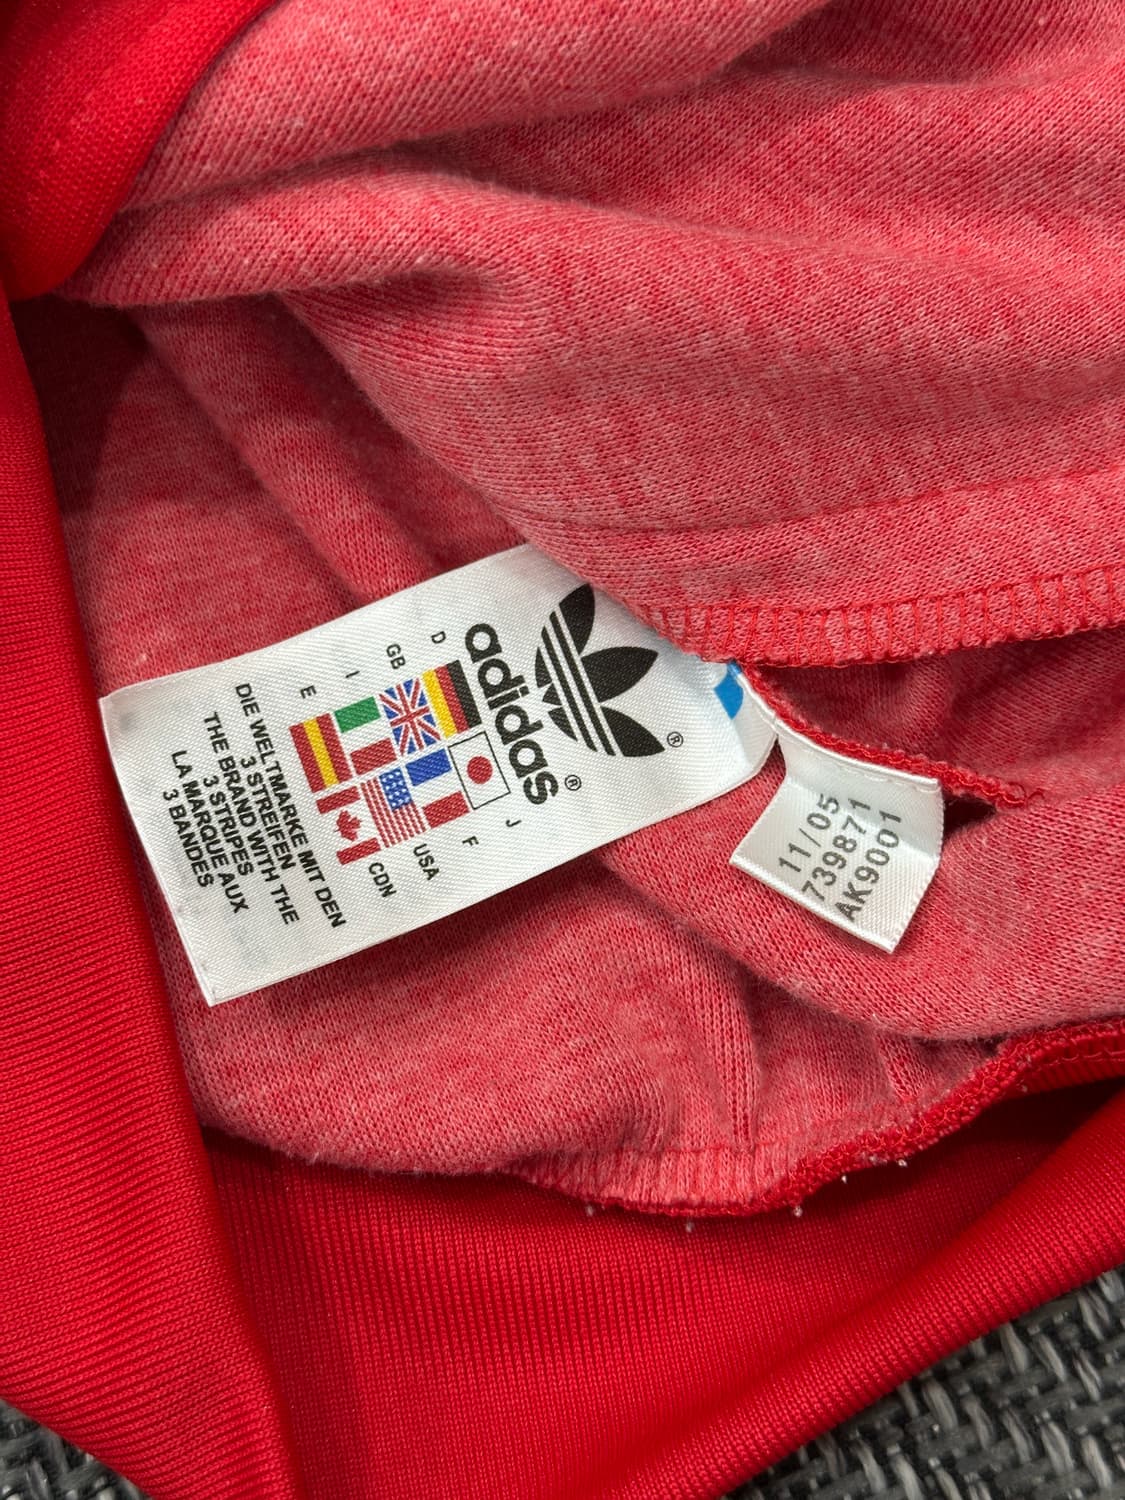 adidas ®
®
D
GB
I
E
J
F
USA
CDN
DIE WELTMARKE MIT DEN
3 STREIFEN
THE BRAND WITH THE
3 STRIPES
LA MARQUE AUX
3 BANDES
11/05
739871
AK9001